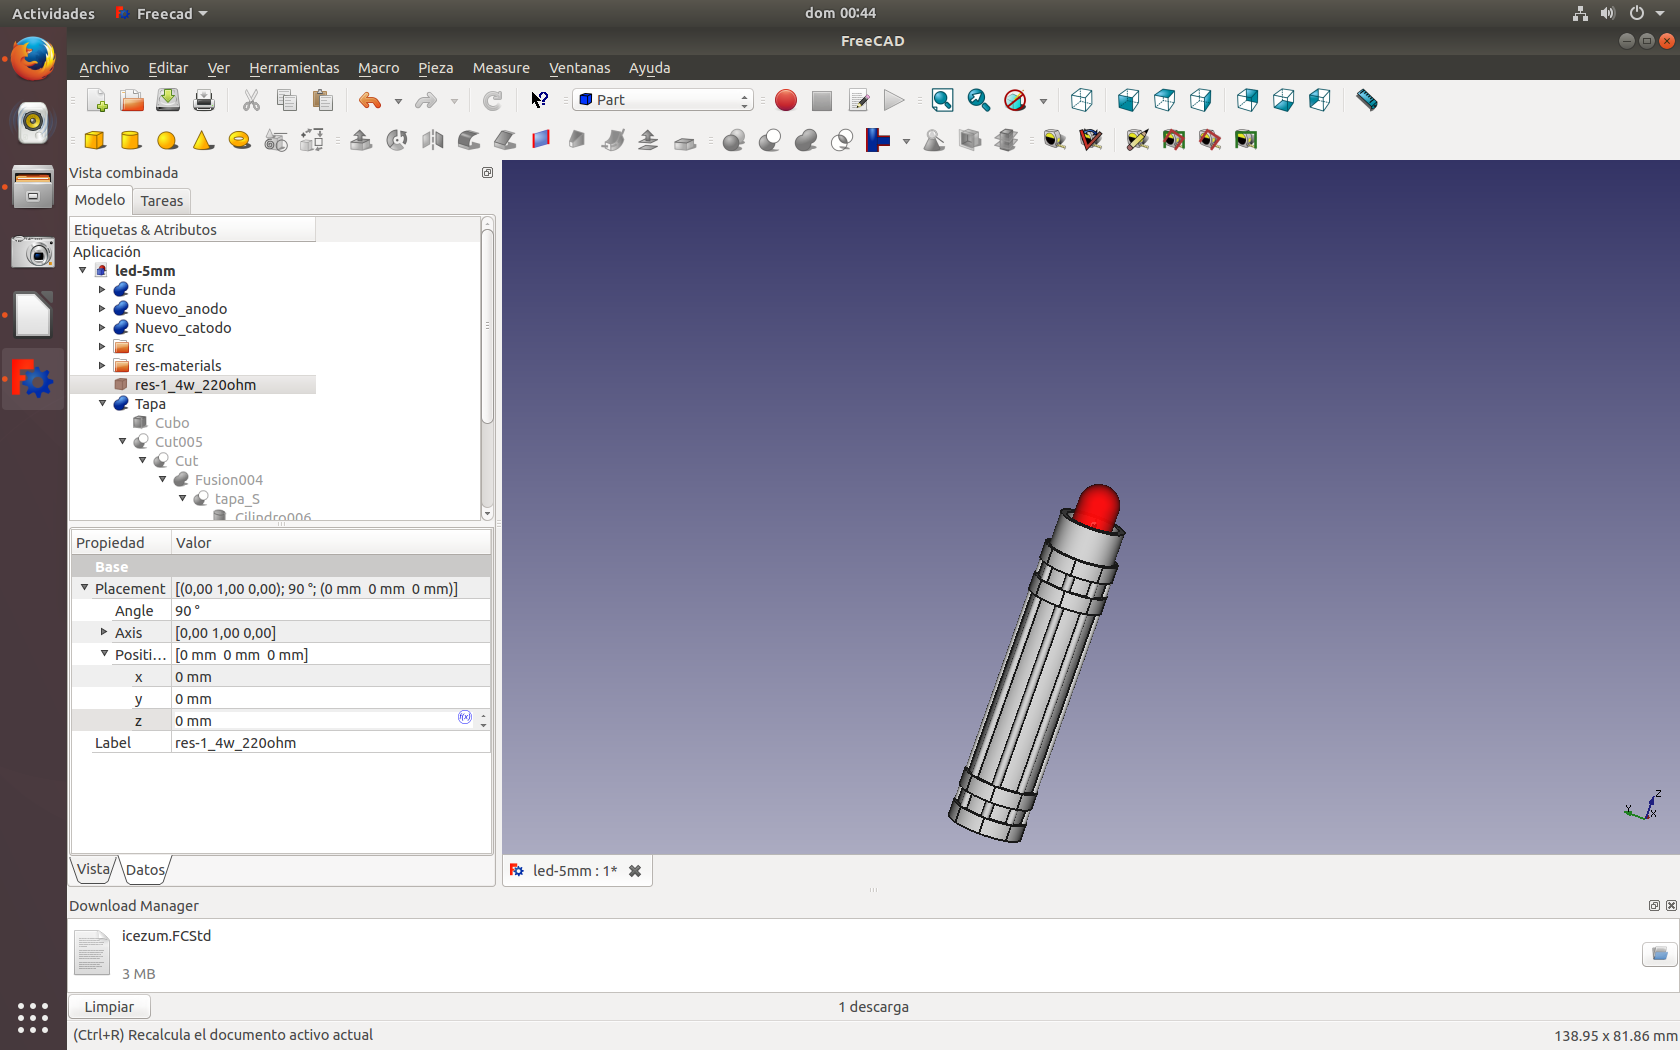 Actividades
Freecad
dom 00:44
FreeCAD
Archivo Editar Ver Herramientas Macro Pieza Measure Ventanas Ayuda
Part
Vista combinada
Modelo Tareas
Etiquetas & Atributos
Aplicación
led-5mm
Funda
Nuevo_anodo
Nuevo_catodo
src
res-materials
res-1_4w_220ohm
Tapa
Cubo
Cut005
Cut
Fusion004
tapa_S
Cilindro006
Propiedad Valor
Base
Placement [(0,00 1,00 0,00); 90 °; (0 mm 0 mm 0 mm)]
Angle 90 °
Axis [0,00 1,00 0,00]
Positi... [0 mm 0 mm 0 mm]
x 0 mm
y 0 mm
z 0 mm
f(x)
Label res-1_4w_220ohm
Z
Y
X
Vista Datos
led-5mm : 1*
Download Manager
icezum.FCStd
3 MB
Limpiar
1 descarga
(Ctrl+R) Recalcula el documento activo actual
138.95 x 81.86 mm